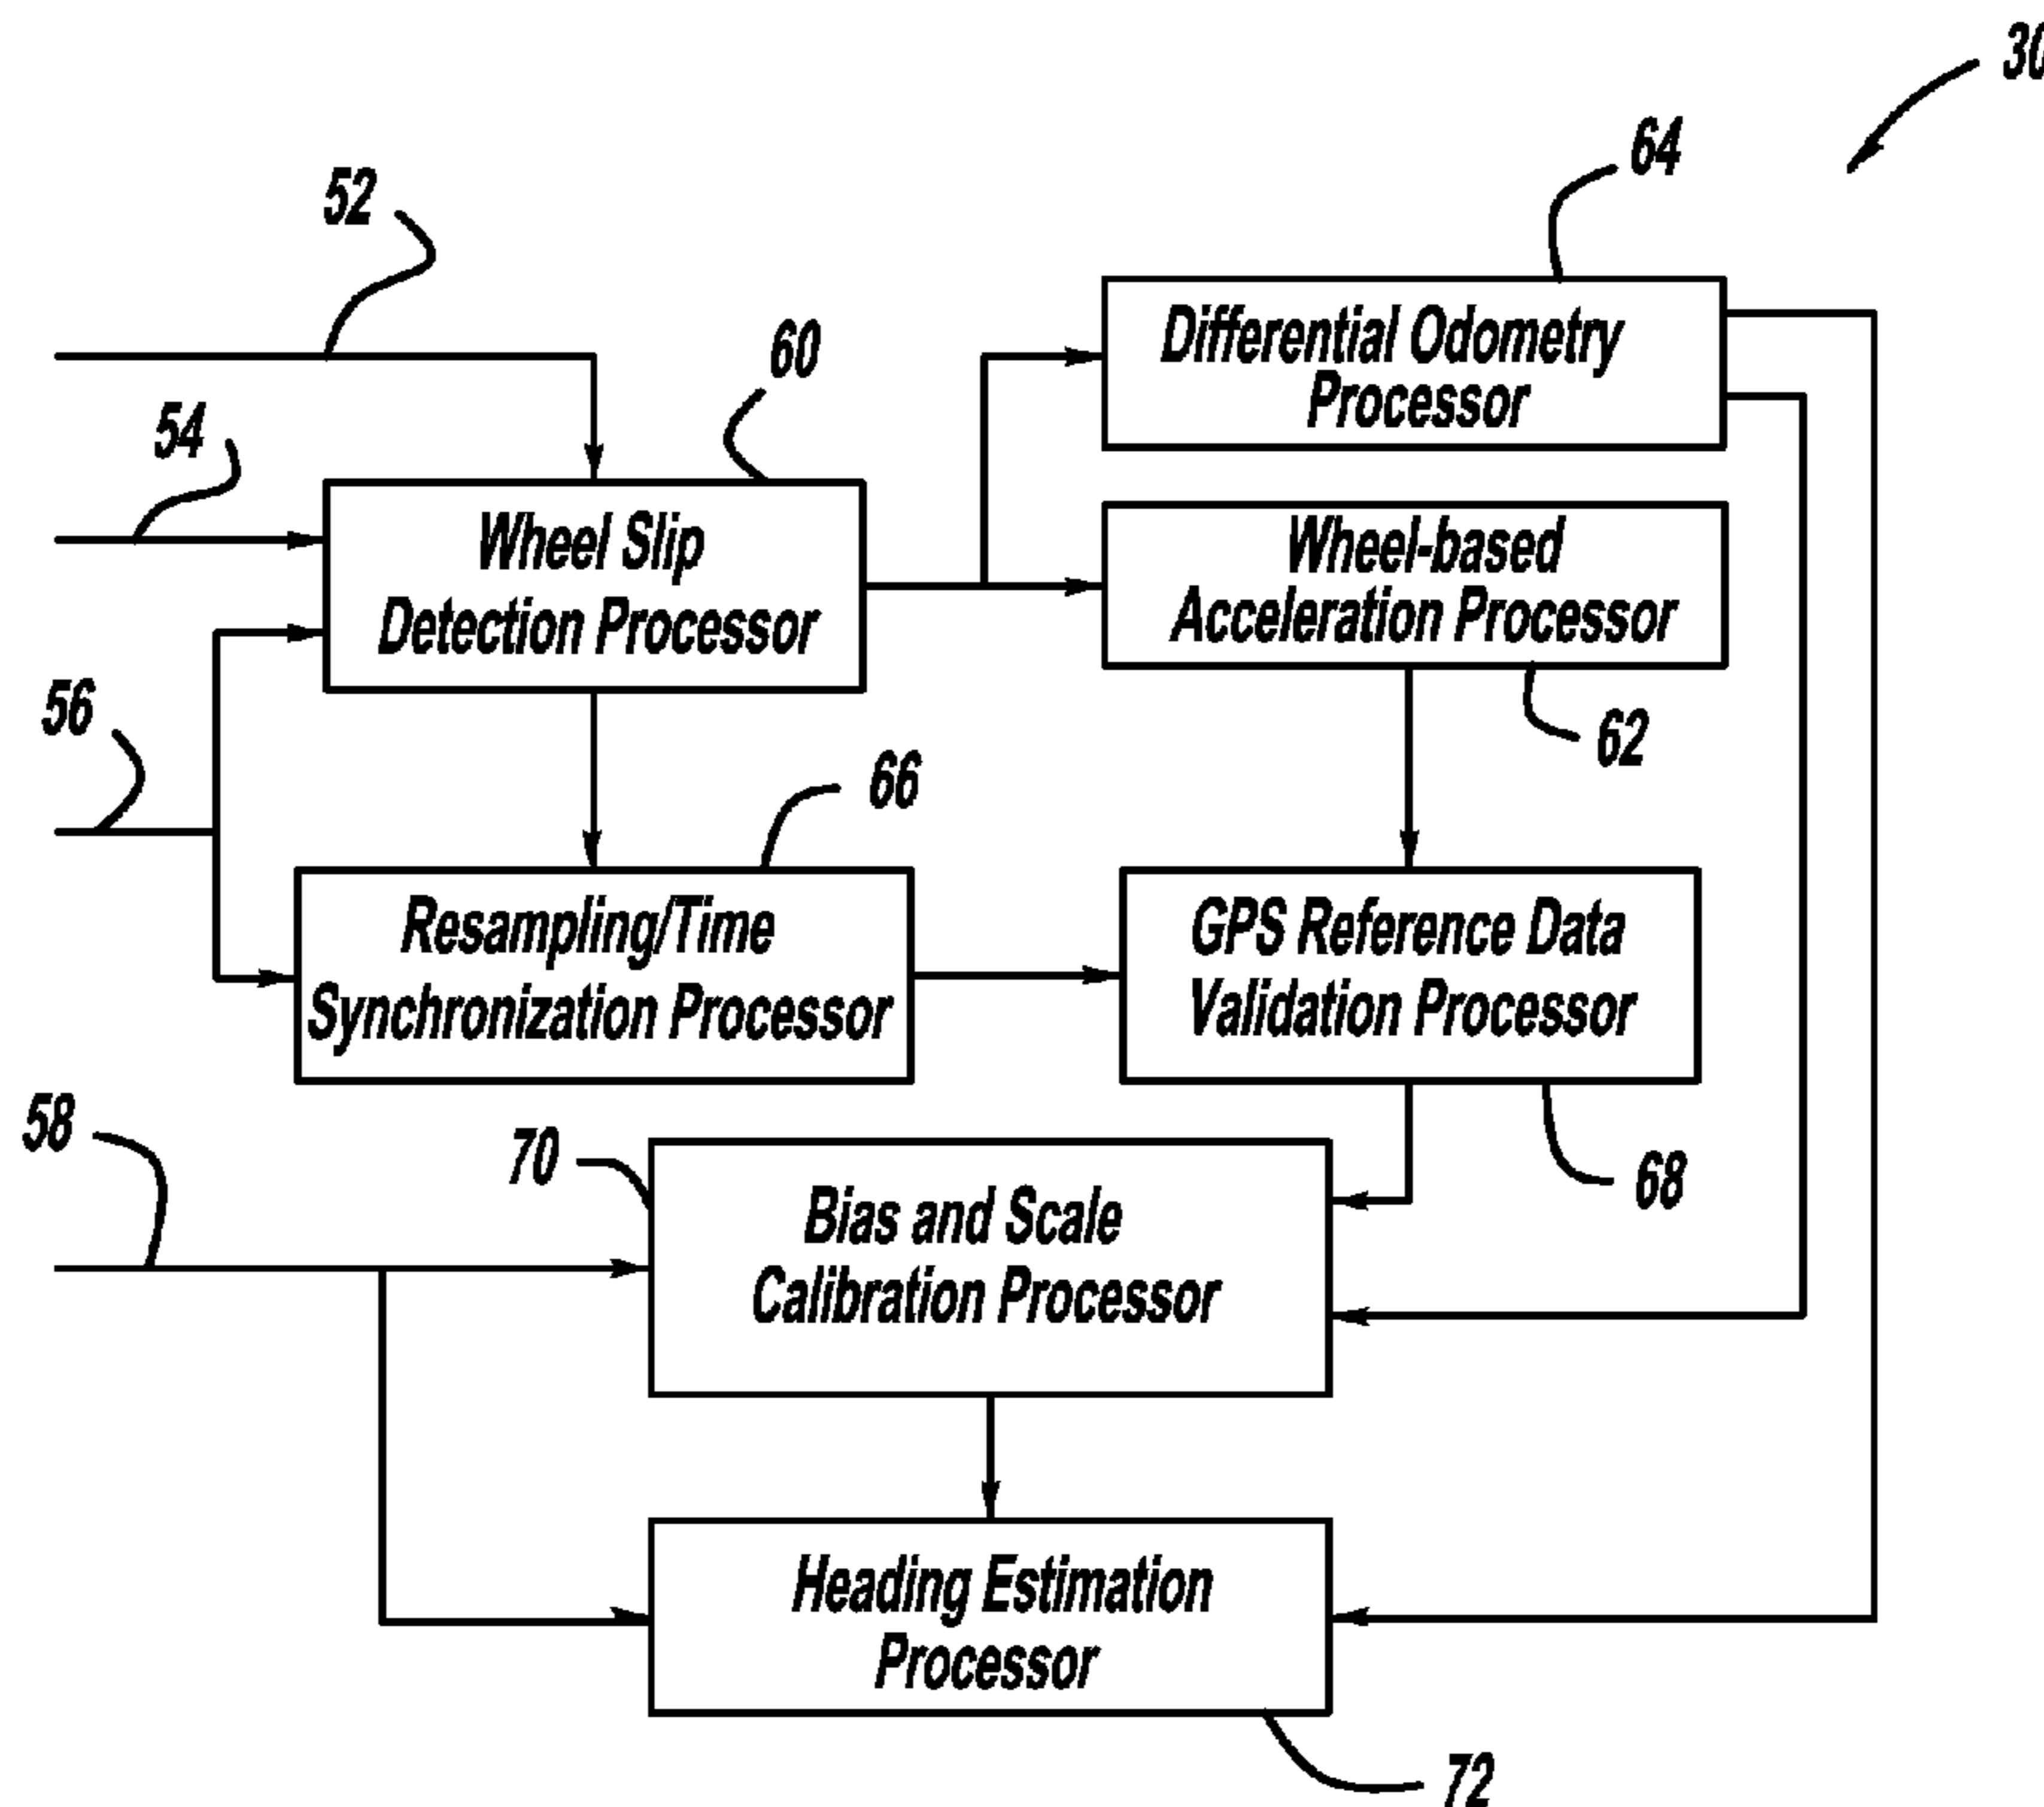 30
64
52
60
Differential Odometry
Processor
54
Wheel Slip
Detection Processor
Wheel-based
Acceleration Processor
56
62
66
Resampling/Time
Synchronization Processor
GPS Reference Data
Validation Processor
58
70
68
Bias and Scale
Calibration Processor
Heading Estimation
Processor
72